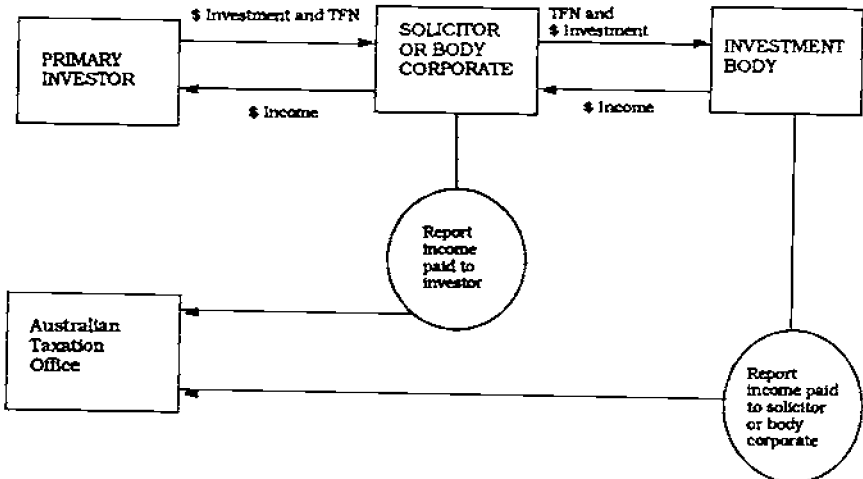 $ Investment and TFN
TFN and
$ Investment
PRIMARY
INVESTOR
SOLICITOR
OR BODY
CORPORATE
INVESTMENT
BODY
$ Income
$ Income
Report
income
paid to
investor
Australian
Taxation
Office
Report
income paid
to solicitor
or body
corporate